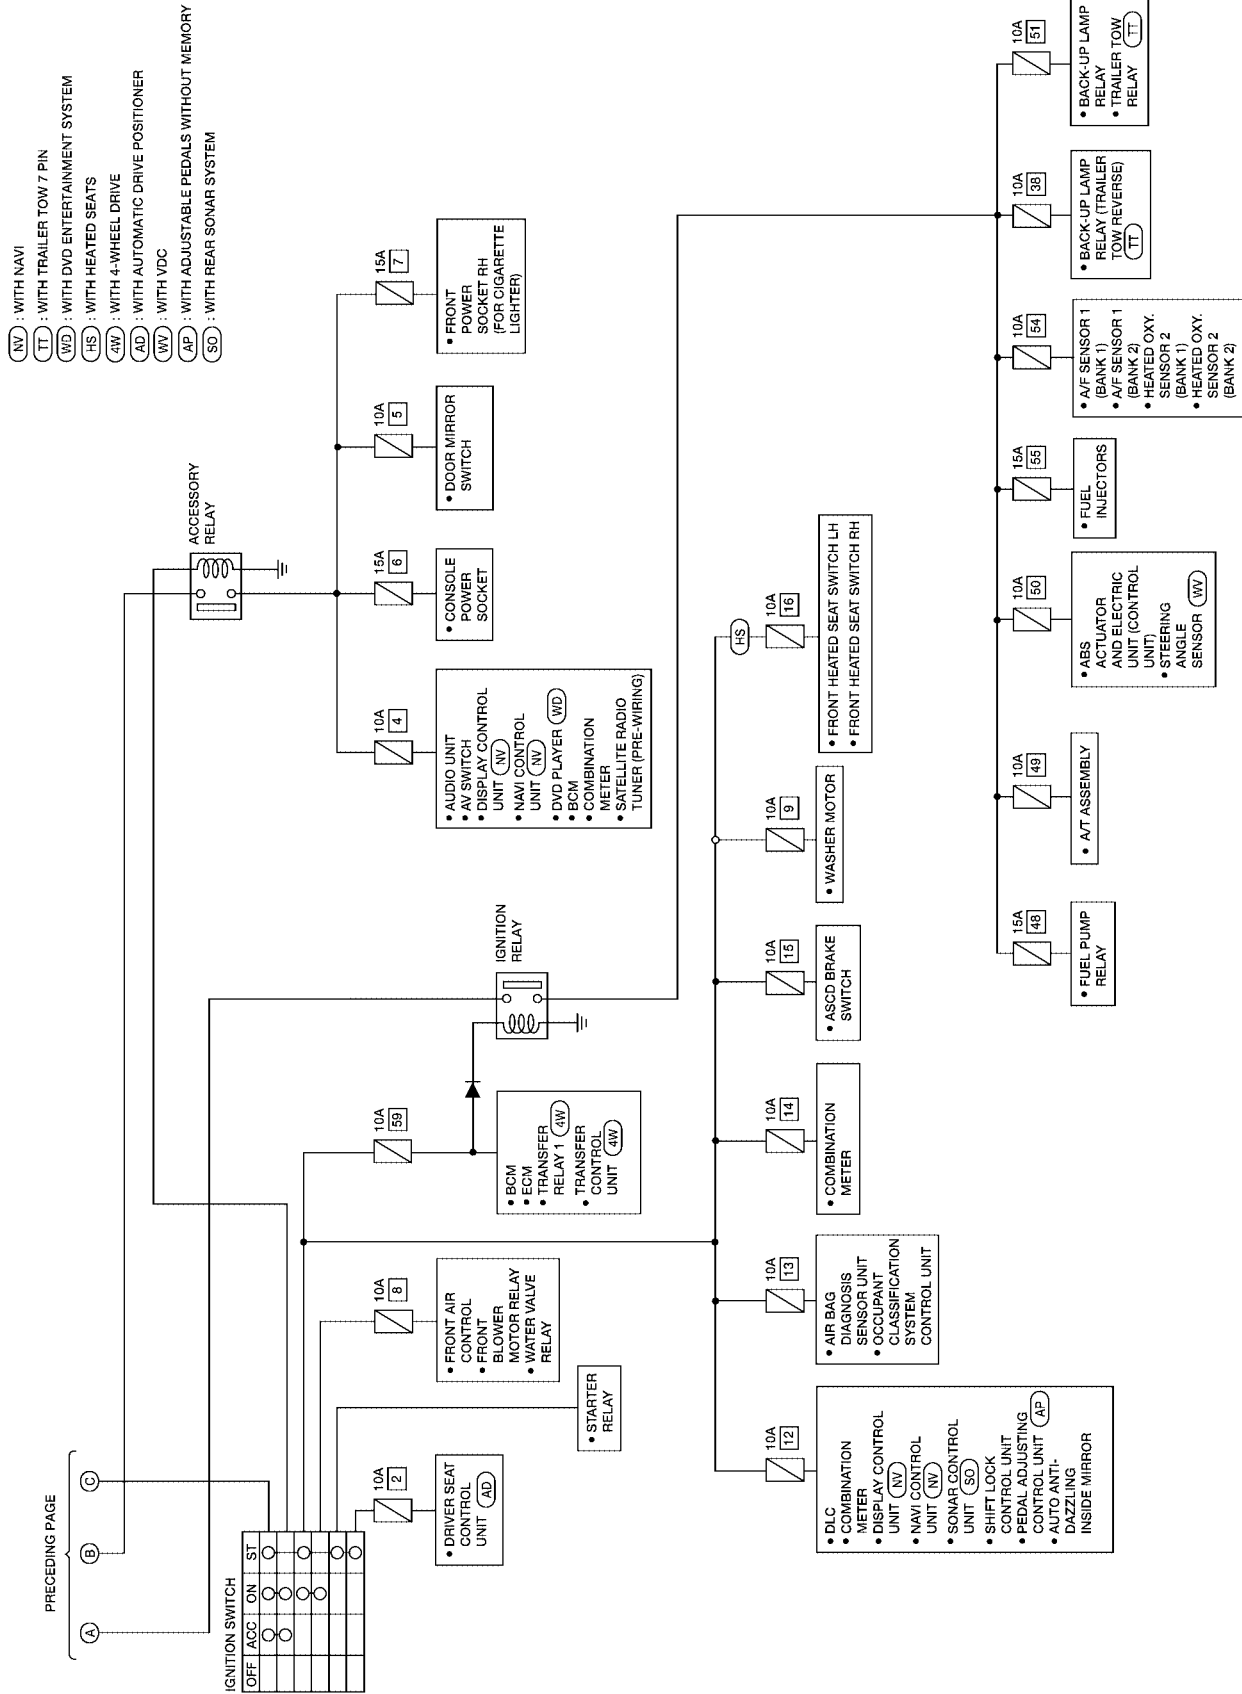 PRECEDING PAGE
A
B
C
NV : WITH NAVI
TT : WITH TRAILER TOW 7 PIN
WD : WITH DVD ENTERTAINMENT SYSTEM
HS : WITH HEATED SEATS
4W : WITH 4-WHEEL DRIVE
AD : WITH AUTOMATIC DRIVE POSITIONER
WV : WITH VDC
AP : WITH ADJUSTABLE PEDALS WITHOUT MEMORY
SO : WITH REAR SONAR SYSTEM
IGNITION SWITCH
OFF ACC ON ST
ACCESSORY
RELAY
10A
2
• DRIVER SEAT
CONTROL
UNIT AD
• STARTER
RELAY
10A
8
• FRONT AIR
CONTROL
• FRONT
BLOWER
MOTOR RELAY
• WATER VALVE
RELAY
10A
59
• BCM
• ECM
• TRANSFER
RELAY 1 4W
• TRANSFER
CONTROL
UNIT 4W
IGNITION
RELAY
10A
4
• AUDIO UNIT
• AV SWITCH
• DISPLAY CONTROL
UNIT NV
• NAVI CONTROL
UNIT NV
• DVD PLAYER WD
• BCM
• COMBINATION
METER
• SATELLITE RADIO
TUNER (PRE-WIRING)
15A
6
• CONSOLE
POWER
SOCKET
10A
5
• DOOR MIRROR
SWITCH
15A
7
• FRONT
POWER
SOCKET RH
(FOR CIGARETTE
LIGHTER)
10A
12
• DLC
• COMBINATION
METER
• DISPLAY CONTROL
UNIT NV
• NAVI CONTROL
UNIT NV
• SONAR CONTROL
UNIT SO
• SHIFT LOCK
CONTROL UNIT
• PEDAL ADJUSTING
CONTROL UNIT AP
• AUTO ANTI-
DAZZLING
INSIDE MIRROR
10A
13
• AIR BAG
DIAGNOSIS
SENSOR UNIT
• OCCUPANT
CLASSIFICATION
SYSTEM
CONTROL UNIT
10A
14
• COMBINATION
METER
10A
15
• ASCD BRAKE
SWITCH
10A
9
• WASHER MOTOR
HS
10A
16
• FRONT HEATED SEAT SWITCH LH
• FRONT HEATED SEAT SWITCH RH
15A
48
• FUEL PUMP
RELAY
10A
49
• A/T ASSEMBLY
10A
50
• ABS
ACTUATOR
AND ELECTRIC
UNIT (CONTROL
UNIT)
• STEERING
ANGLE
SENSOR WV
15A
55
• FUEL
INJECTORS
10A
54
• A/F SENSOR 1
(BANK 1)
• A/F SENSOR 1
(BANK 2)
• HEATED OXY.
SENSOR 2
(BANK 1)
• HEATED OXY.
SENSOR 2
(BANK 2)
10A
38
• BACK-UP LAMP
RELAY (TRAILER
TOW REVERSE)
TT
10A
51
• BACK-UP LAMP
RELAY
• TRAILER TOW
RELAY TT